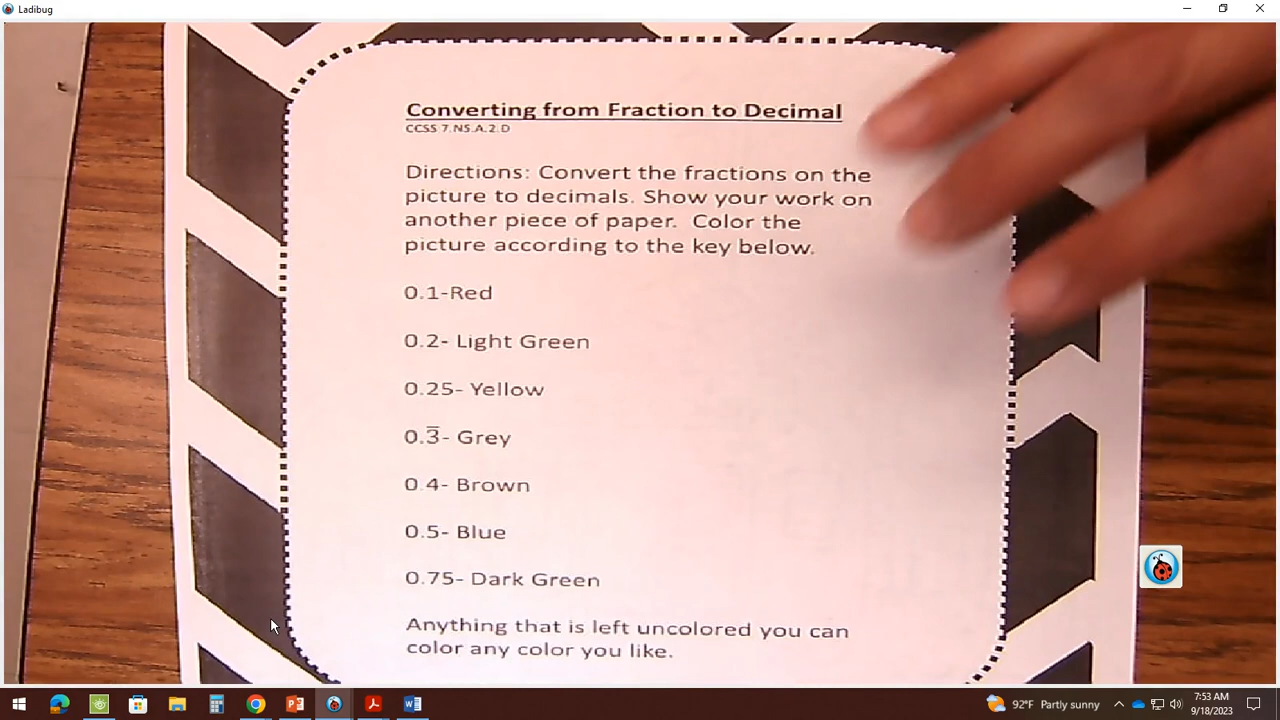 Ladibug
Converting from Fraction to Decimal
CCSS 7.NS.A.2.D
Directions: Convert the fractions on the
picture to decimals. Show your work on
another piece of paper. Color the
picture according to the key below.
0.1-Red
0.2- Light Green
0.25- Yellow
0.3̅- Grey
0.4- Brown
0.5- Blue
0.75- Dark Green
Anything that is left uncolored you can
color any color you like.
92°F Partly sunny
7:53 AM
9/18/2023